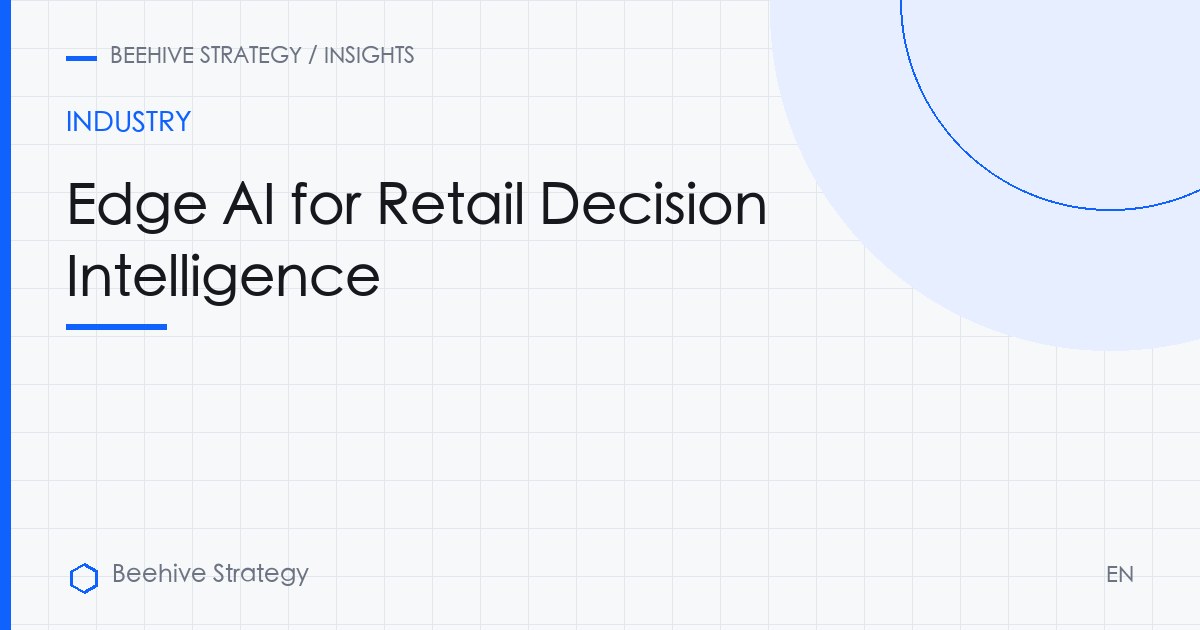 BEEHIVE STRATEGY / INSIGHTS
INDUSTRY
Edge AI for Retail Decision
Intelligence
Beehive Strategy
EN